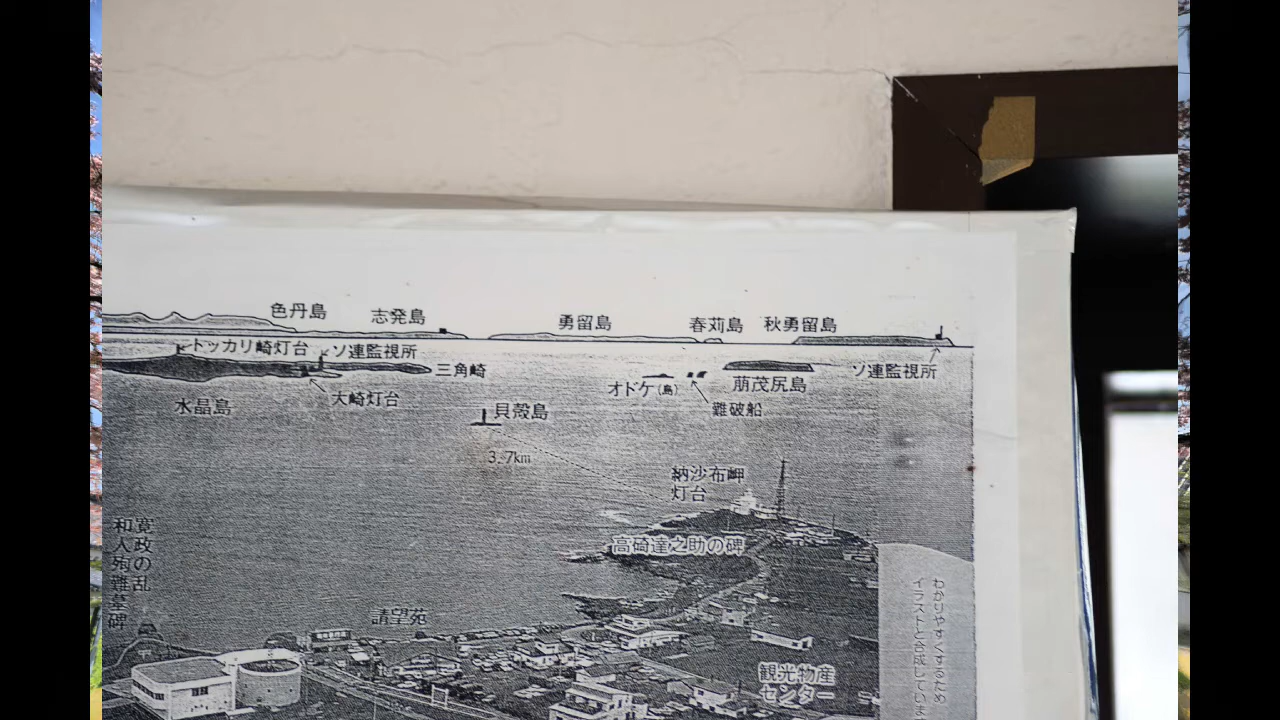 色丹島
志発島
勇留島
春苅島
秋勇留島
トッカリ崎灯台
ソ連監視所
三角崎
大崎灯台
水晶島
オドケ(島)
難破船
萠茂尻島
ソ連監視所
貝殻島
3.7km
納沙布岬
灯台
高碕達之助の碑
寛政の乱
和人殉難墓碑
請望苑
観光物産
センター
わかりやすくするため
イラストと合成していま